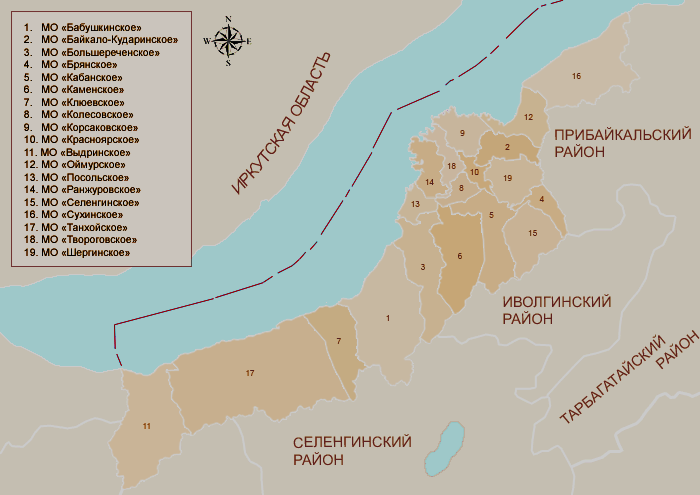 1. МО «Бабушкинское»
2. МО «Байкало-Кударинское»
3. МО «Большереченское»
4. МО «Брянское»
5. МО «Кабанское»
6. МО «Каменское»
7. МО «Клюевское»
8. МО «Колесовское»
9. МО «Корсаковское»
10. МО «Красноярское»
11. МО «Выдринское»
12. МО «Оймурское»
13. МО «Посольское»
14. МО «Ранжуровское»
15. МО «Селенгинское»
16. МО «Сухинское»
17. МО «Танхойское»
18. МО «Твороговское»
19. МО «Шергинское»
N
W E
S
ИРКУТСКАЯ ОБЛАСТЬ
16
12
ПРИБАЙКАЛЬСКИЙ
РАЙОН
9
2
18
10
19
14
8
13
4
5
15
3
6
ИВОЛГИНСКИЙ
РАЙОН
1
7
17
ТАРБАГАТАЙСКИЙ
РАЙОН
11
СЕЛЕНГИНСКИЙ
РАЙОН